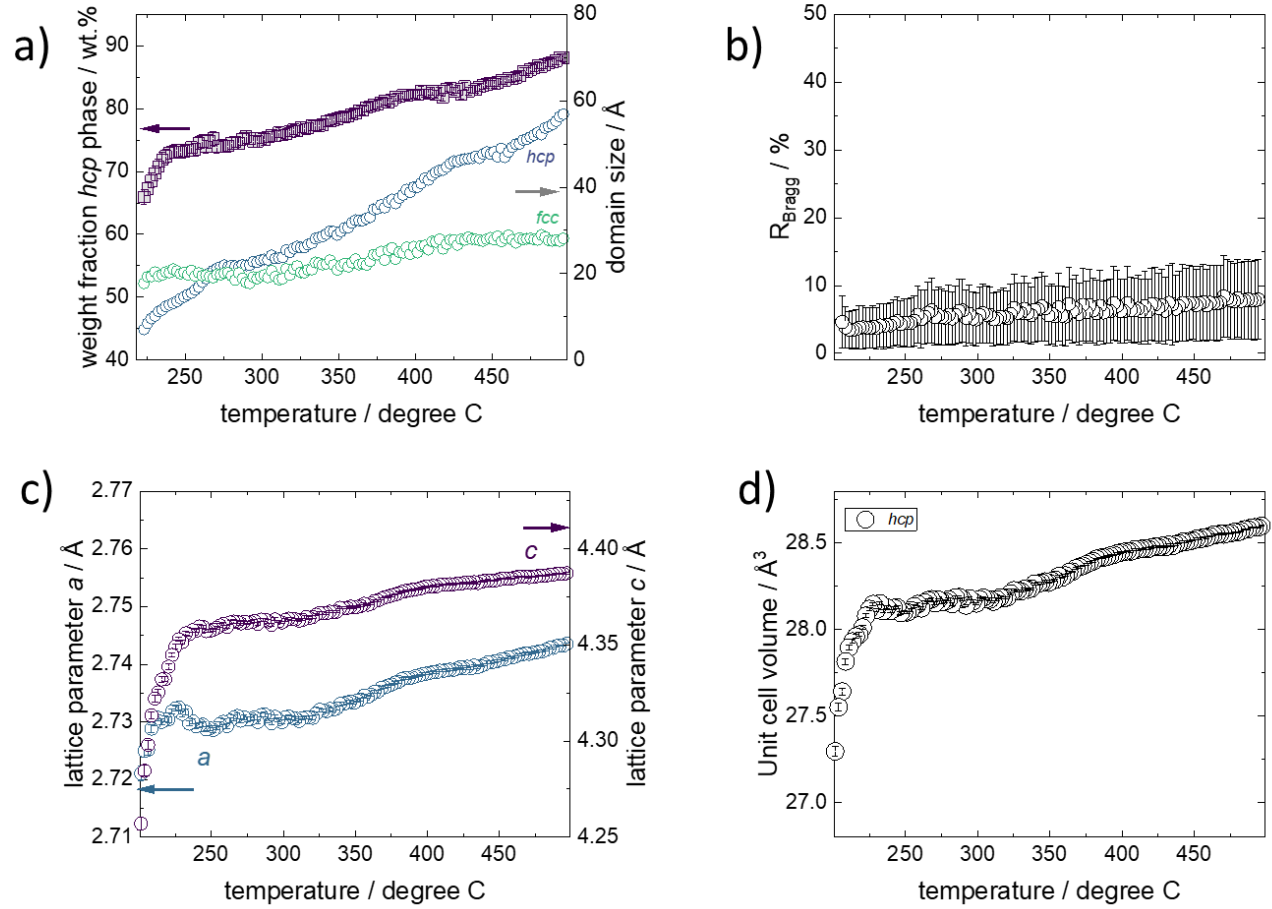 a)
weight fraction hcp phase / wt.%
90
80
70
60
50
40
80
60
40
20
0
domain size / Å
hcp
fcc
250
300
350
400
450
temperature / degree C
b)
R_Bragg / %
50
40
30
20
10
0
250
300
350
400
450
temperature / degree C
c)
lattice parameter a / Å
2.77
2.76
2.75
2.74
2.73
2.72
2.71
4.40
4.35
4.30
4.25
lattice parameter c / Å
c
a
250
300
350
400
450
temperature / degree C
d)
Unit cell volume / Å³
28.5
28.0
27.5
27.0
hcp
250
300
350
400
450
temperature / degree C